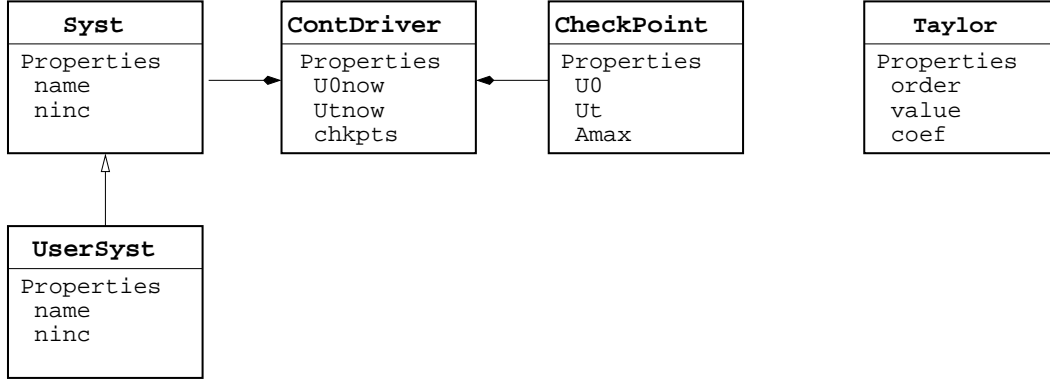 Syst
Properties
name
ninc
ContDriver
Properties
U0now
Utnow
chkpts
CheckPoint
Properties
U0
Ut
Amax
Taylor
Properties
order
value
coef
UserSyst
Properties
name
ninc